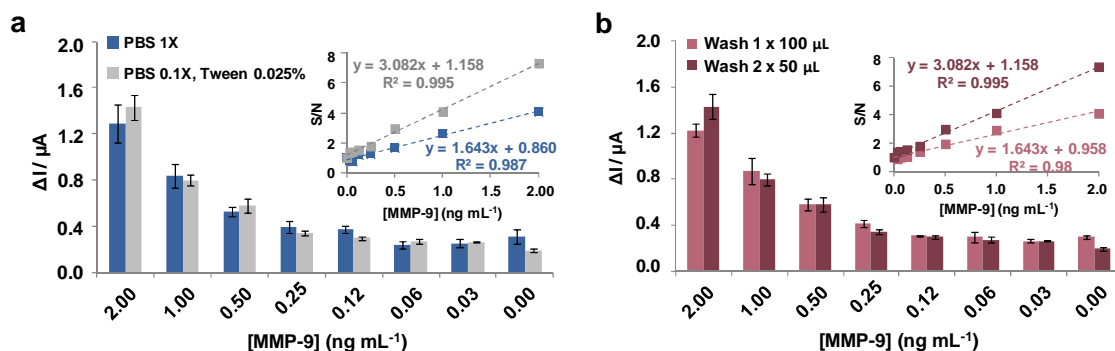 a
2.0
1.6
1.2
0.8
0.4
0.0
ΔI / µA
PBS 1X
PBS 0.1X, Tween 0.025%
2.00
1.00
0.50
0.25
0.12
0.06
0.03
0.00
[MMP-9] (ng mL-1)
8
6
4
2
0
S/N
y = 3.082x + 1.158
R² = 0.995
y = 1.643x + 0.860
R² = 0.987
0.0
0.5
1.0
2.00
[MMP-9] (ng mL-1)
b
2.0
1.6
1.2
0.8
0.4
0.0
ΔI / µA
Wash 1 x 100 µL
Wash 2 x 50 µL
2.00
1.00
0.50
0.25
0.12
0.06
0.03
0.00
[MMP-9] (ng mL-1)
8
6
4
2
0
S/N
y = 3.082x + 1.158
R² = 0.995
y = 1.643x + 0.958
R² = 0.98
0.0
0.5
1.0
2.0
[MMP-9] (ng mL-1)